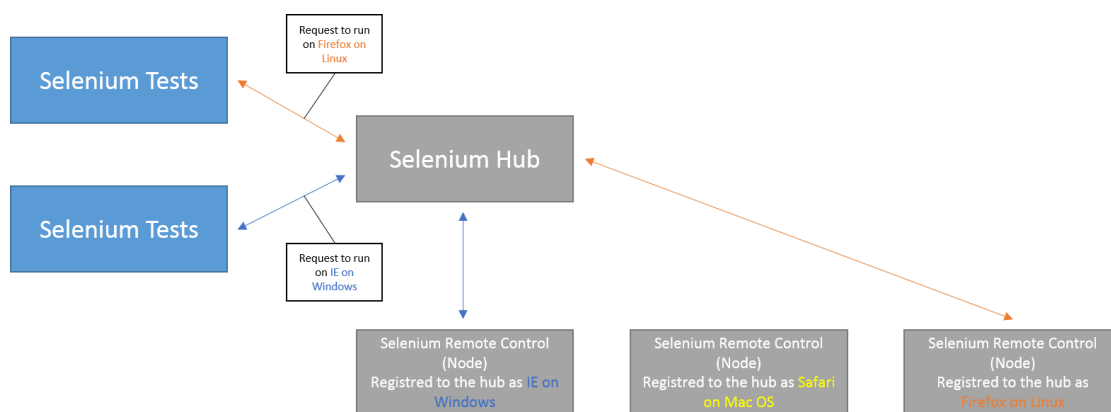 Request to run
on Firefox on
Linux
Selenium Tests
Selenium Hub
Selenium Tests
Request to run
on IE on
Windows
Selenium Remote Control
(Node)
Registred to the hub as IE on
Windows
Selenium Remote Control
(Node)
Registred to the hub as Safari
on Mac OS
Selenium Remote Control
(Node)
Registred to the hub as
Firefox on Linux